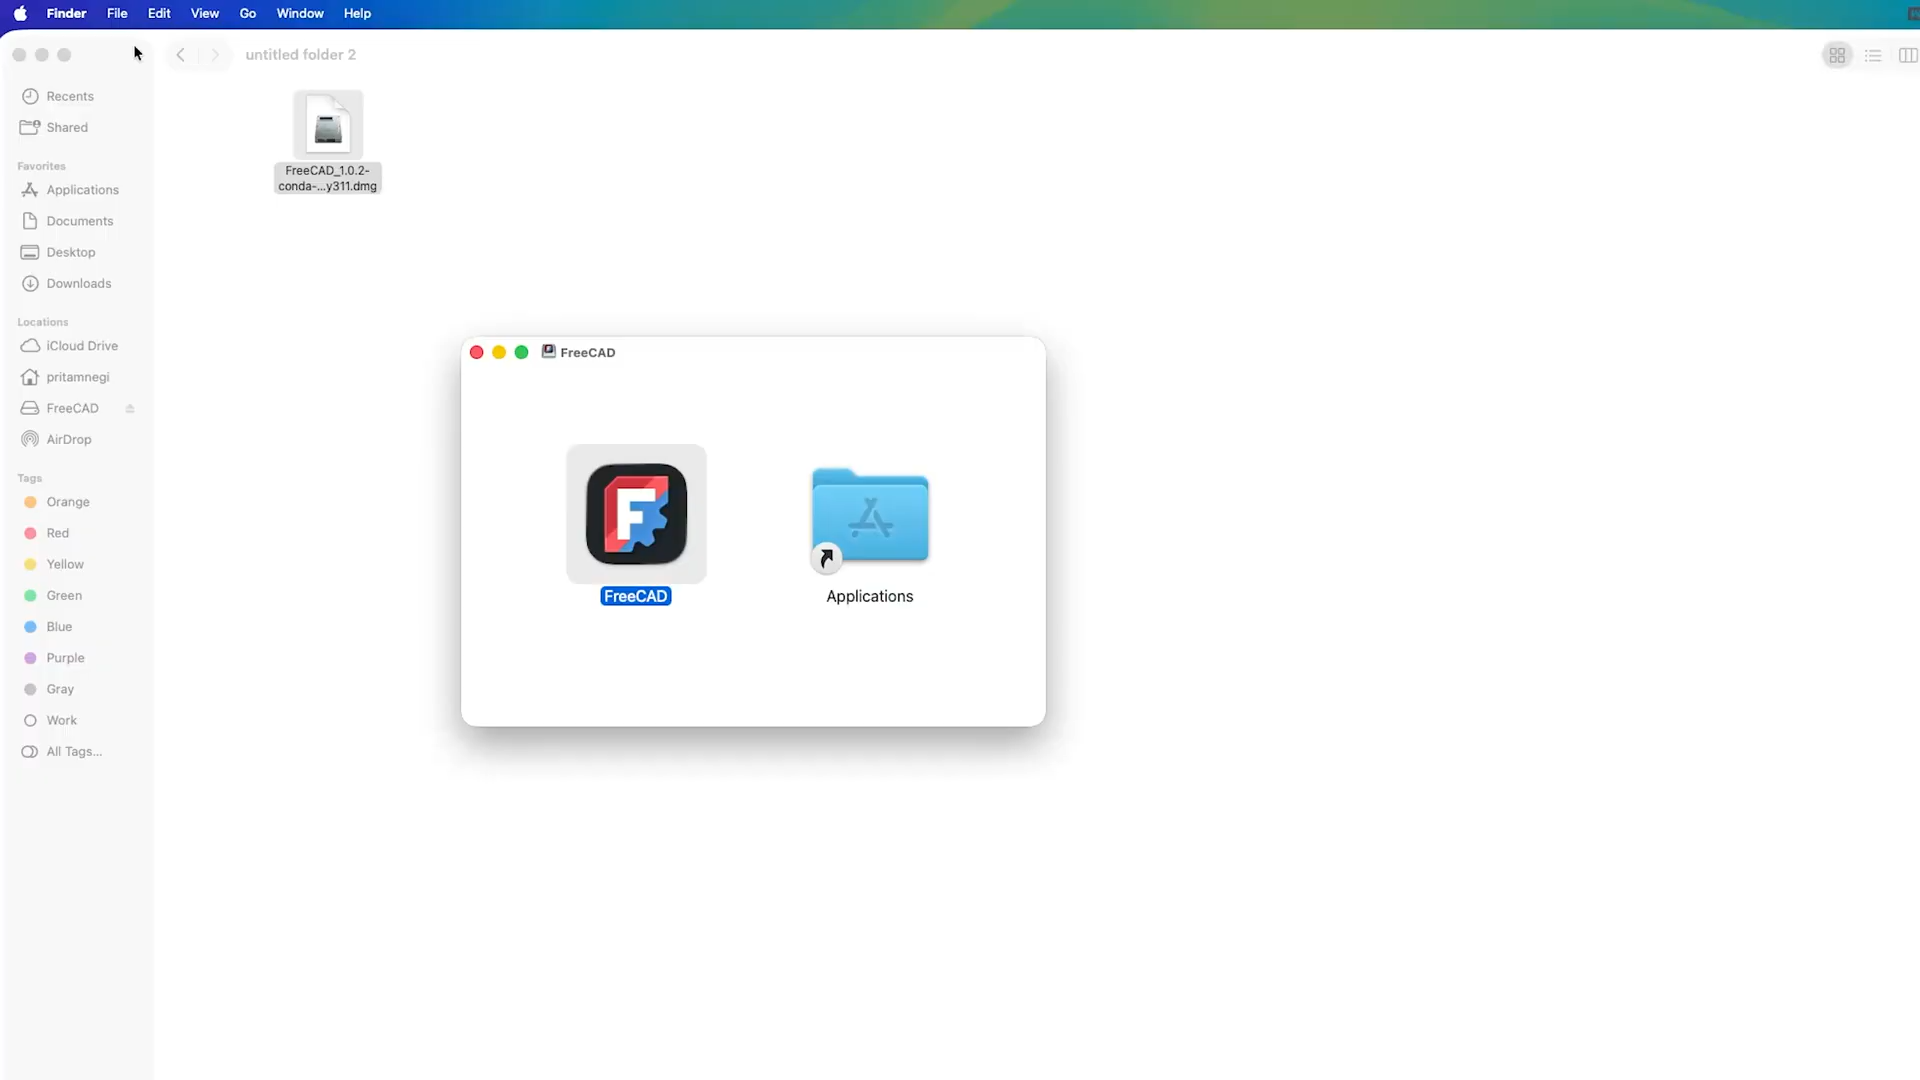 Finder File Edit View Go Window Help
untitled folder 2
Recents
Shared
Favorites
Applications
Documents
Desktop
Downloads
Locations
iCloud Drive
pritamnegi
FreeCAD
AirDrop
Tags
Orange
Red
Yellow
Green
Blue
Purple
Gray
Work
All Tags...
FreeCAD_1.0.2-
conda-...y311.dmg
FreeCAD
F
FreeCAD
Applications